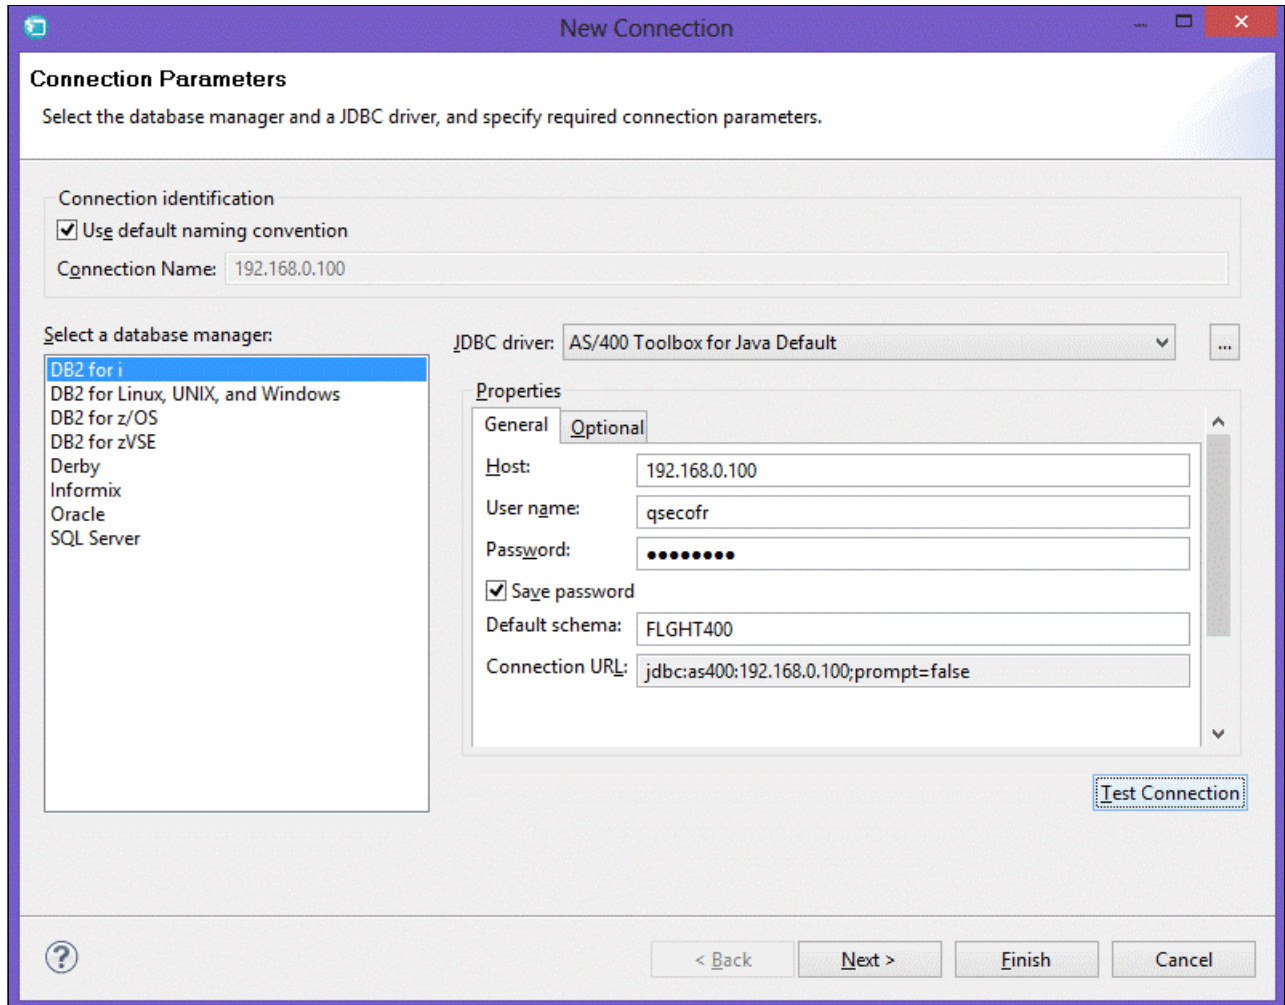 New Connection
Connection Parameters
Select the database manager and a JDBC driver, and specify required connection parameters.
Connection identification
Use default naming convention
Connection Name: 192.168.0.100
Select a database manager:
DB2 for i
DB2 for Linux, UNIX, and Windows
DB2 for z/OS
DB2 for zVSE
Derby
Informix
Oracle
SQL Server
JDBC driver: AS/400 Toolbox for Java Default ...
Properties
General Optional
Host: 192.168.0.100
User name: qsecofr
Password: ●●●●●●●●
Save password
Default schema: FLGHT400
Connection URL: jdbc:as400:192.168.0.100;prompt=false
Test Connection
? < Back Next > Finish Cancel